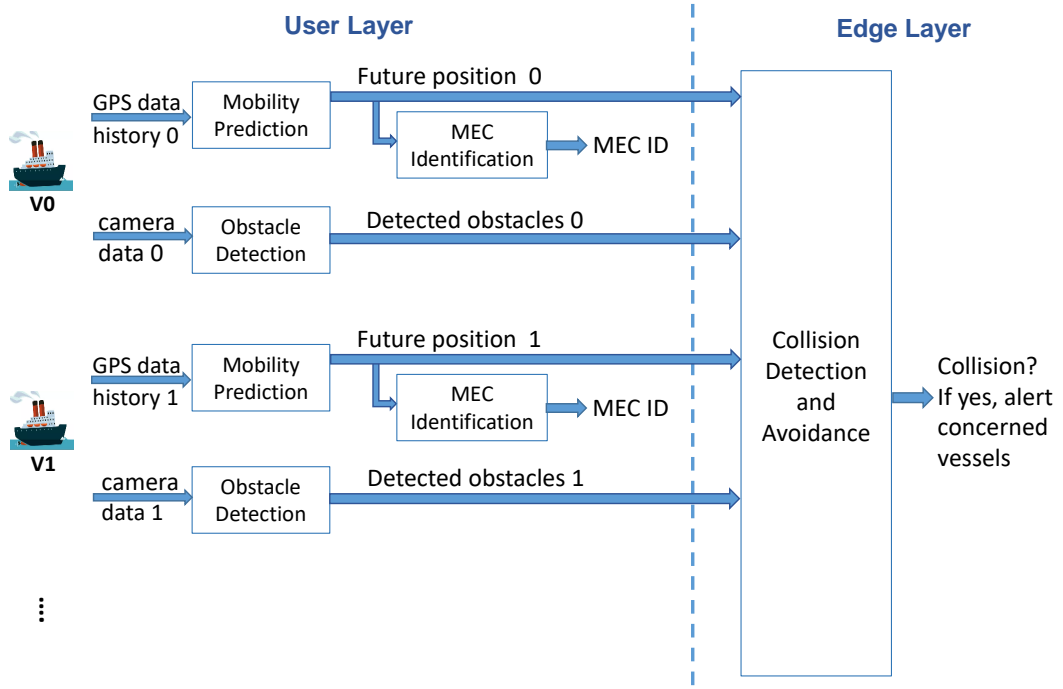 User Layer
Edge Layer
Future position 0
GPS data
history 0
Mobility
Prediction
MEC
Identification
MEC ID
V0
camera
data 0
Obstacle
Detection
Detected obstacles 0
Future position 1
GPS data
history 1
Mobility
Prediction
MEC
Identification
MEC ID
V1
camera
data 1
Obstacle
Detection
Detected obstacles 1
Collision
Detection
and
Avoidance
Collision?
If yes, alert
concerned
vessels